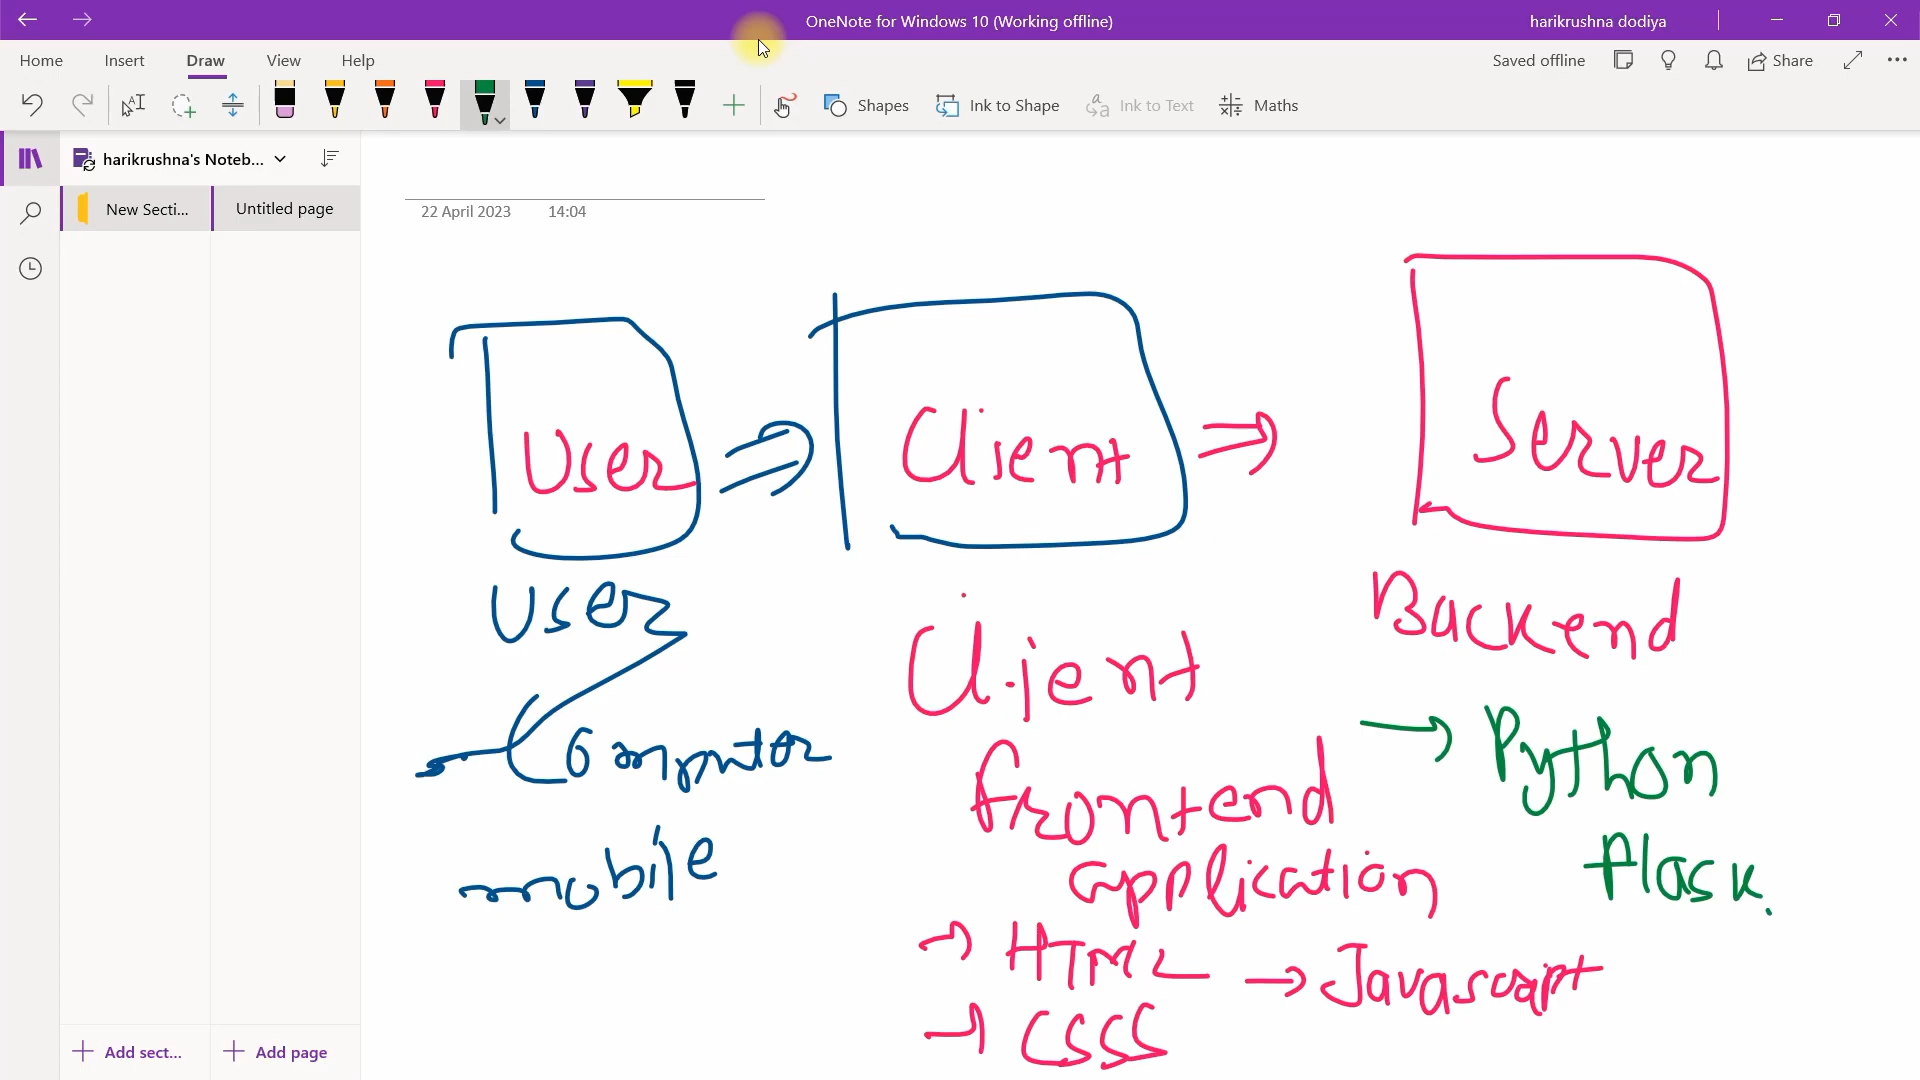 OneNote for Windows 10 (Working offline)
harikrushna dodiya
Home Insert Draw View Help
Saved offline Share
Shapes Ink to Shape Ink to Text Maths
harikrushna's Noteb...
New Secti... Untitled page
22 April 2023 14:04
User Client Server
User Client Backend
Computor frontend Python
mobile application flask.
HTML Javascript
CSSS
Add sect... Add page